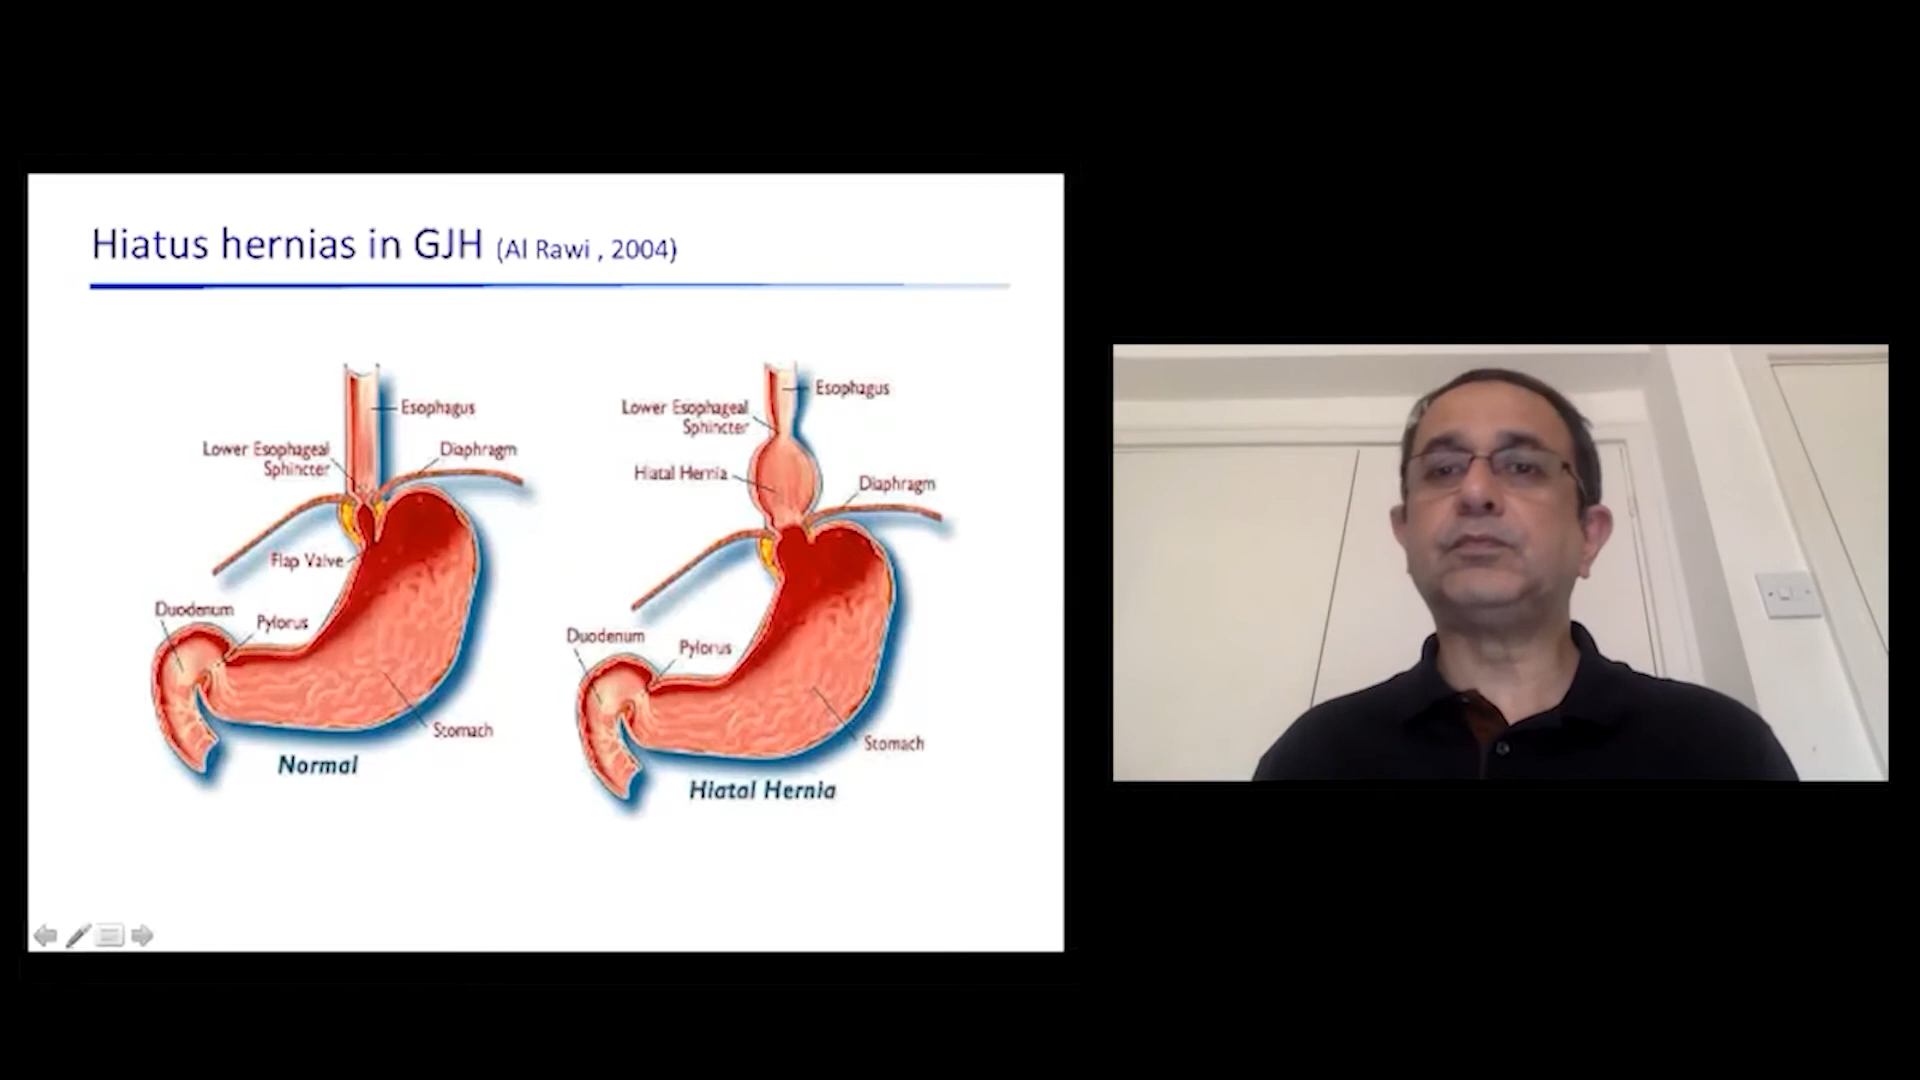 Hiatus hernias in GJH (Al Rawi , 2004)
Esophagus
Lower Esophageal
Sphincter
Diaphragm
Flap Valve
Duodenum
Pylorus
Stomach
Normal
Esophagus
Lower Esophageal
Sphincter
Hiatal Hernia
Diaphragm
Duodenum
Pylorus
Stomach
Hiatal Hernia